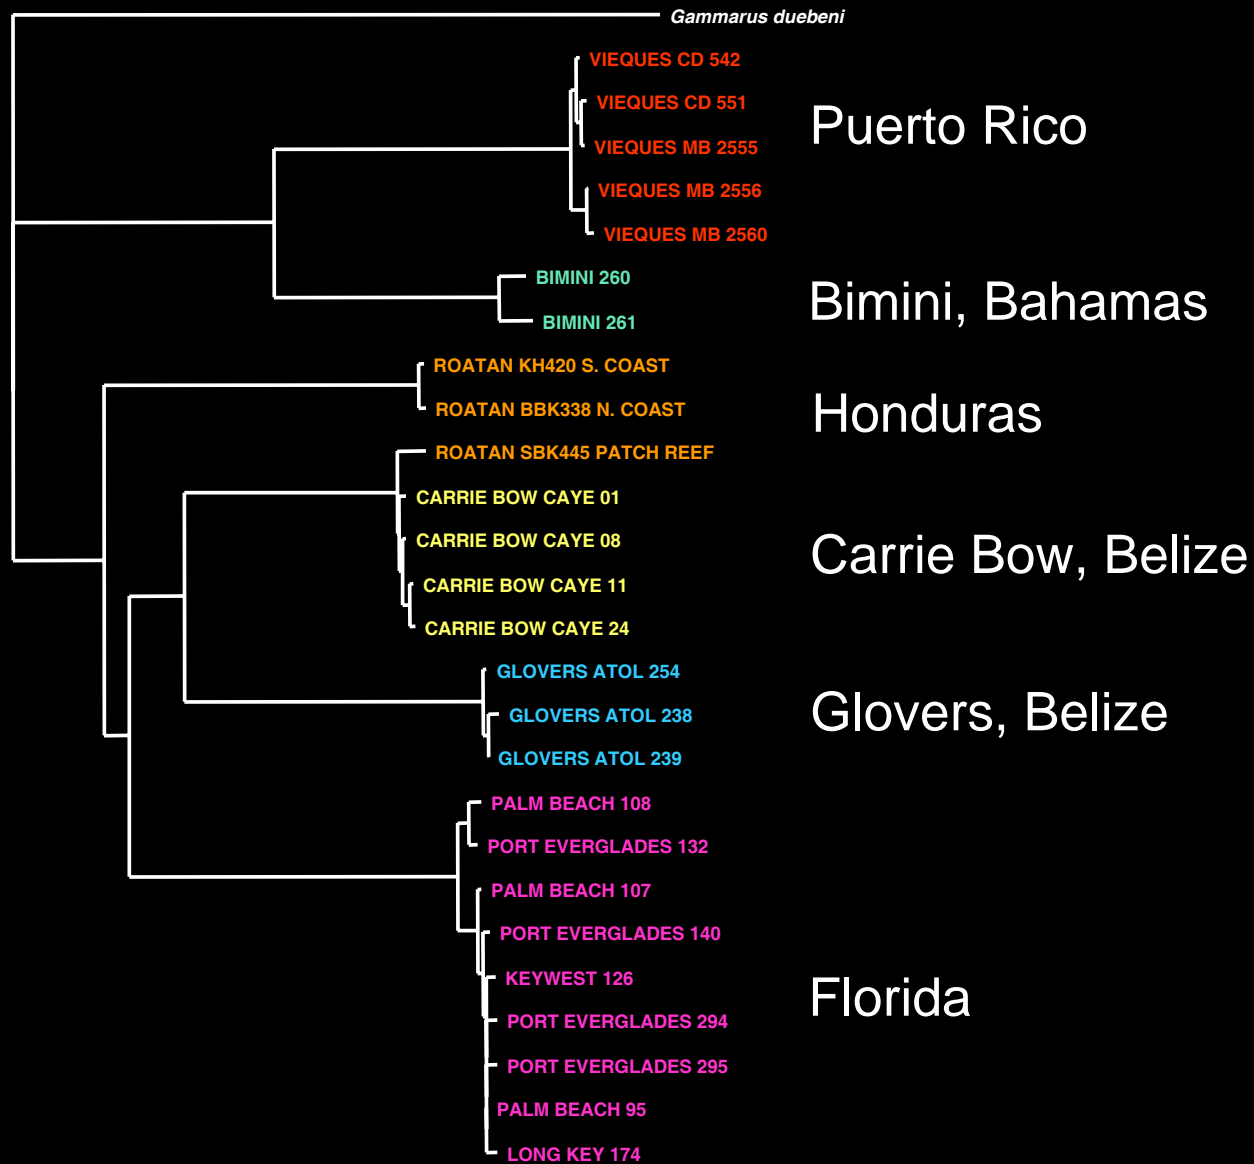 Gammarus duebeni
VIEQUES CD 542
VIEQUES CD 551
Puerto Rico
VIEQUES MB 2555
VIEQUES MB 2556
VIEQUES MB 2560
BIMINI 260
Bimini, Bahamas
BIMINI 261
ROATAN KH420 S. COAST
ROATAN BBK338 N. COAST
Honduras
ROATAN SBK445 PATCH REEF
CARRIE BOW CAYE 01
CARRIE BOW CAYE 08
Carrie Bow, Belize
CARRIE BOW CAYE 11
CARRIE BOW CAYE 24
GLOVERS ATOL 254
GLOVERS ATOL 238
Glovers, Belize
GLOVERS ATOL 239
PALM BEACH 108
PORT EVERGLADES 132
PALM BEACH 107
PORT EVERGLADES 140
KEYWEST 126
Florida
PORT EVERGLADES 294
PORT EVERGLADES 295
PALM BEACH 95
LONG KEY 174